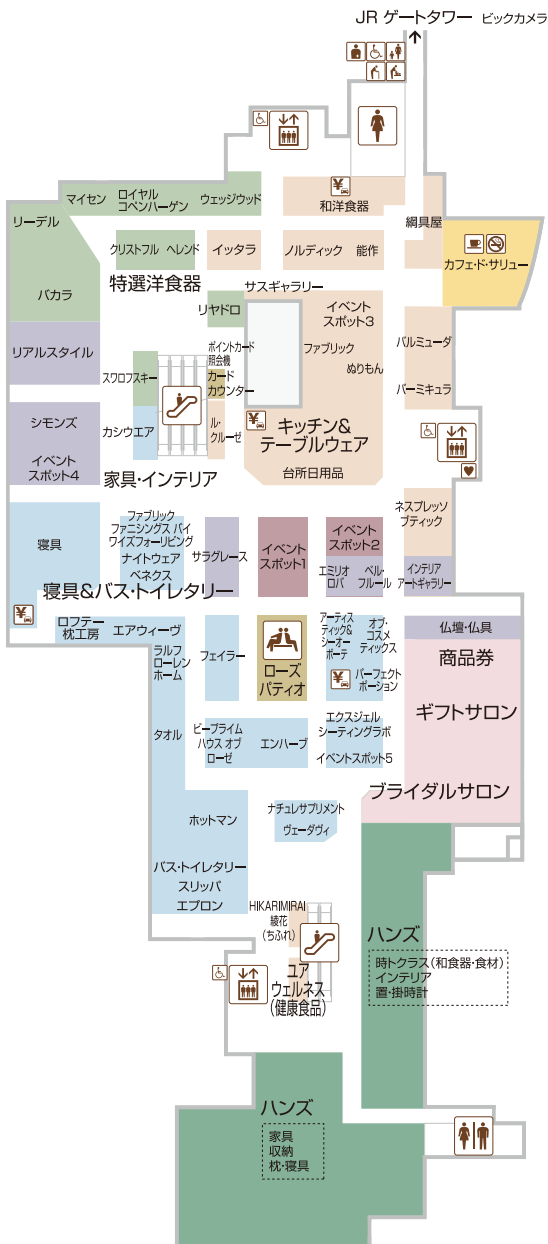 JR ゲートタワー ビックカメラ
和洋食器
綱具屋
カフェ・ド・サリュー
マイセン
ロイヤル
コペンハーゲン
ウェッジウッド
リーデル
バカラ
クリストフル
ヘレンド
イッタラ
ノルディック
能作
特選洋食器
サスギャラリー
リヤドロ
イベント
スポット3
ファブリック
ぬりもん
バルミューダ
バーミキュラ
リアルスタイル
ポイントカード
照会機
カード
カウンター
スワロフスキー
カシウエア
ル・
クルーゼ
キッチン&
テーブルウェア
台所日用品
シモンズ
イベント
スポット4
家具・インテリア
ネスプレッソ
ブティック
寝具
ファブリック
ファニシングス バイ
ワイズフォーリビング
ナイトウェア
ベネクス
サラグレース
イベント
スポット1
イベント
スポット2
エミリオ
ロバ
ベル・
フルール
インテリア
アートギャラリー
寝具&バス・トイレタリー
ロフテー
枕工房
エアウィーヴ
ラルフ
ローレン
ホーム
フェイラー
ローズ
パティオ
アーティス
ティック&
シーオー
ボーテ
オブ・
コスメ
ティックス
パーフェクト
ポーション
仏壇・仏具
商品券
ギフトサロン
ブライダルサロン
タオル
ビープライム
ハウス オブ
ローゼ
エンハーブ
エクスジェル
シーティングラボ
イベントスポット5
ホットマン
ナチュレサプリメント
ヴェーダヴィ
バス・トイレタリー
スリッパ
エプロン
HIKARIMIRAI
綾花
(ちふれ)
ユア
ウェルネス
(健康食品)
ハンズ
時トクラス(和食器・食材)
インテリア
置・掛時計
ハンズ
家具
収納
枕・寝具